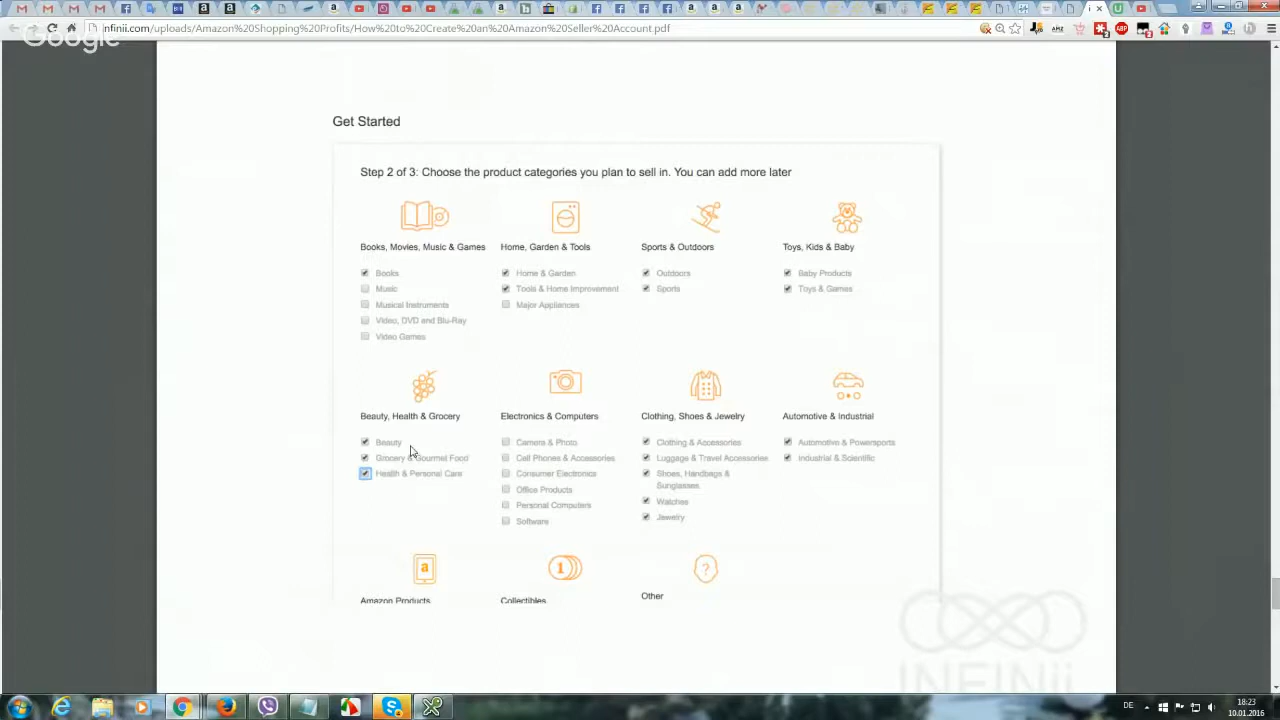 infinii.com/uploads/Amazon%20Shopping%20Profits/How%20to%20Create%20an%20Amazon%20Seller%20Account.pdf
Google
Get Started
Step 2 of 3: Choose the product categories you plan to sell in. You can add more later
Books, Movies, Music & Games
Books
Music
Musical Instruments
Video, DVD and Blu-Ray
Video Games
Home, Garden & Tools
Home & Garden
Tools & Home Improvement
Major Appliances
Sports & Outdoors
Outdoors
Sports
Toys, Kids & Baby
Baby Products
Toys & Games
Beauty, Health & Grocery
Beauty
Grocery & Gourmet Food
Health & Personal Care
Electronics & Computers
Camera & Photo
Cell Phones & Accessories
Consumer Electronics
Office Products
Personal Computers
Software
Clothing, Shoes & Jewelry
Clothing & Accessories
Luggage & Travel Accessories
Shoes, Handbags &
Sunglasses
Watches
Jewelry
Automotive & Industrial
Automotive & Powersports
Industrial & Scientific
a
Amazon Products
1
Collectibles
?
Other
INFINii
DE
18:23
10.01.2016